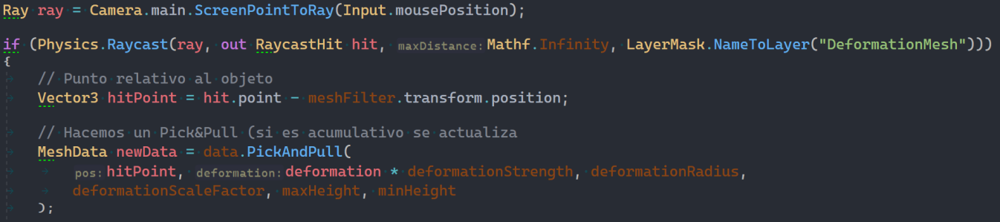 Ray ray = Camera.main.ScreenPointToRay(Input.mousePosition);
if (Physics.Raycast(ray, out RaycastHit hit, maxDistance: Mathf.Infinity, LayerMask.NameToLayer("DeformationMesh")))
{
// Punto relativo al objeto
Vector3 hitPoint = hit.point - meshFilter.transform.position;
// Hacemos un Pick&Pull (si es acumulativo se actualiza
MeshData newData = data.PickAndPull(
pos: hitPoint, deformation: deformation * deformationStrength, deformationRadius,
deformationScaleFactor, maxHeight, minHeight
);